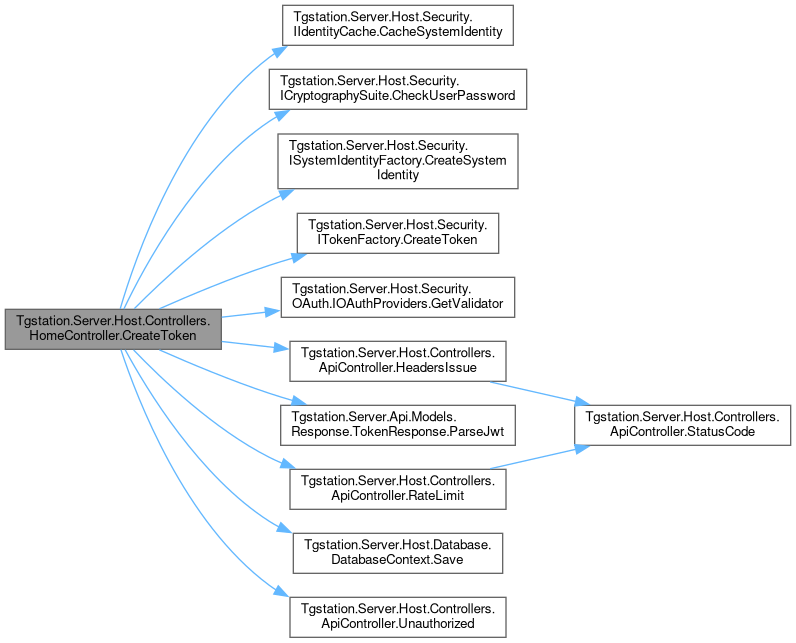 Tgstation.Server.Host.Security.
IIdentityCache.CacheSystemIdentity
Tgstation.Server.Host.Security.
ICryptographySuite.CheckUserPassword
Tgstation.Server.Host.Security.
ISystemIdentityFactory.CreateSystem
Identity
Tgstation.Server.Host.Security.
ITokenFactory.CreateToken
Tgstation.Server.Host.Security.
OAuth.IOAuthProviders.GetValidator
Tgstation.Server.Host.Controllers.
HomeController.CreateToken
Tgstation.Server.Host.Controllers.
ApiController.HeadersIssue
Tgstation.Server.Api.Models.
Response.TokenResponse.ParseJwt
Tgstation.Server.Host.Controllers.
ApiController.StatusCode
Tgstation.Server.Host.Controllers.
ApiController.RateLimit
Tgstation.Server.Host.Database.
DatabaseContext.Save
Tgstation.Server.Host.Controllers.
ApiController.Unauthorized